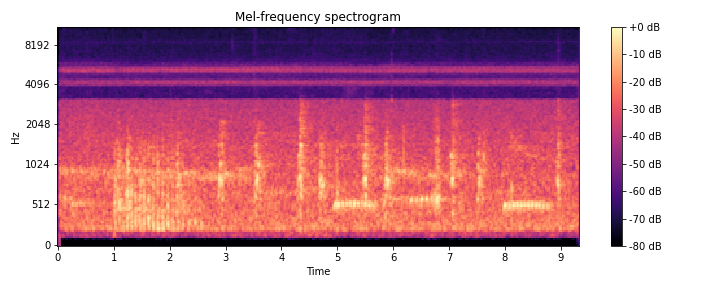 Mel-frequency spectrogram
8192
4096
2048
1024
512
0
Hz
0 1 2 3 4 5 6 7 8 9
Time
+0 dB
-10 dB
-20 dB
-30 dB
-40 dB
-50 dB
-60 dB
-70 dB
-80 dB